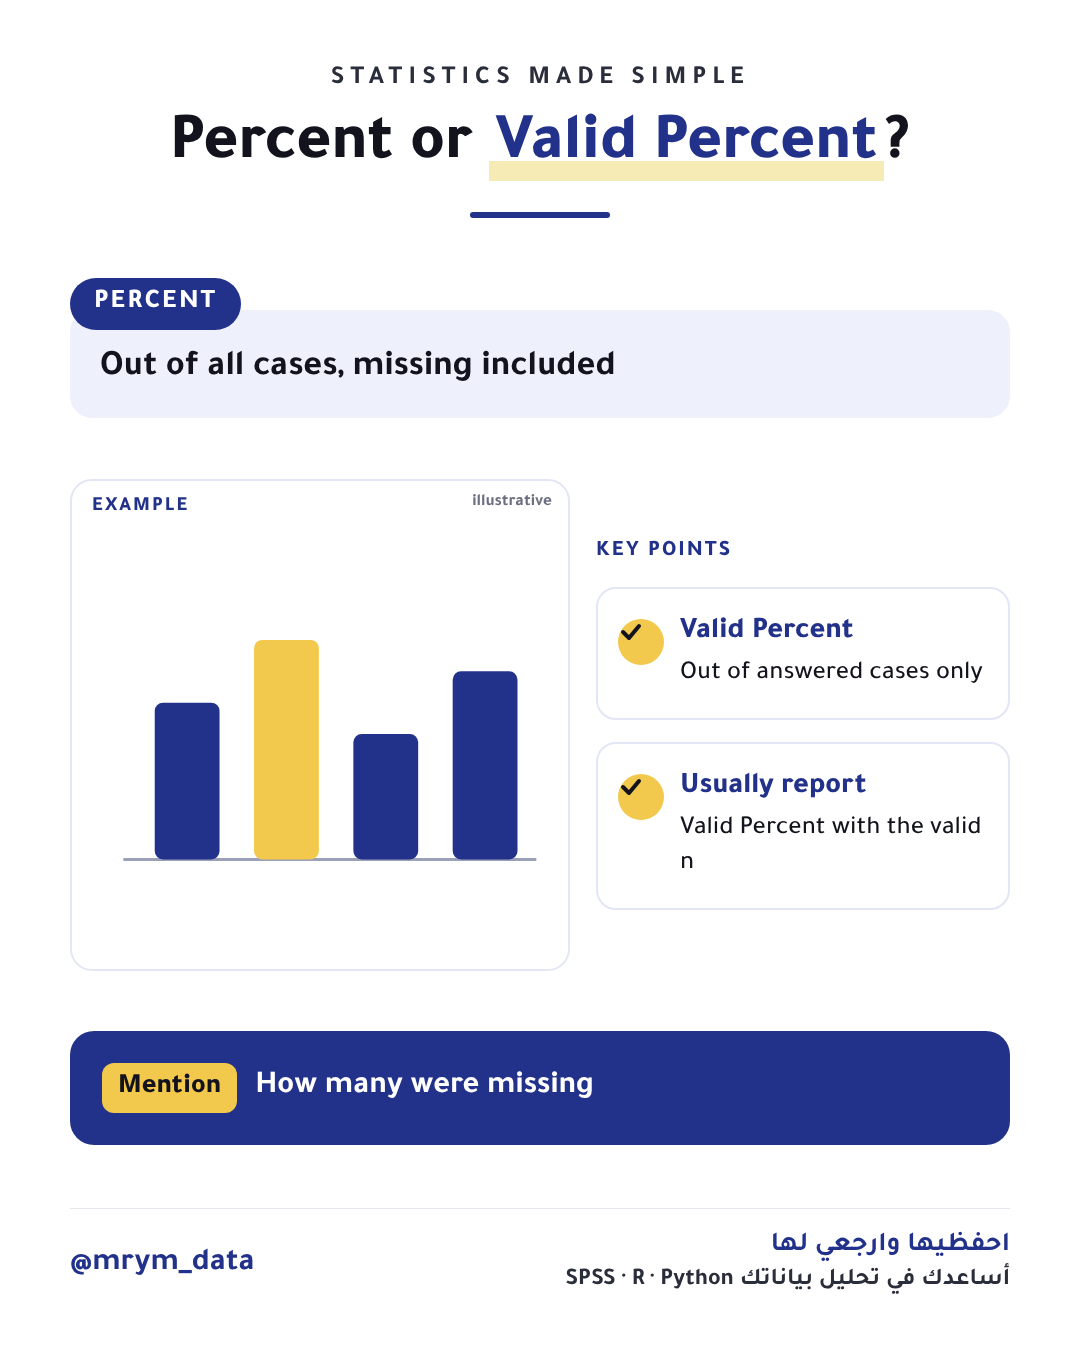 STATISTICS MADE SIMPLE
Percent or Valid Percent?
PERCENT
Out of all cases, missing included
EXAMPLE
illustrative
KEY POINTS
Valid Percent
Out of answered cases only
Usually report
Valid Percent with the valid
n
Mention How many were missing
@mrym_data
احفظيها وارجعي لها
أساعدك في تحليل بياناتك SPSS · R · Python